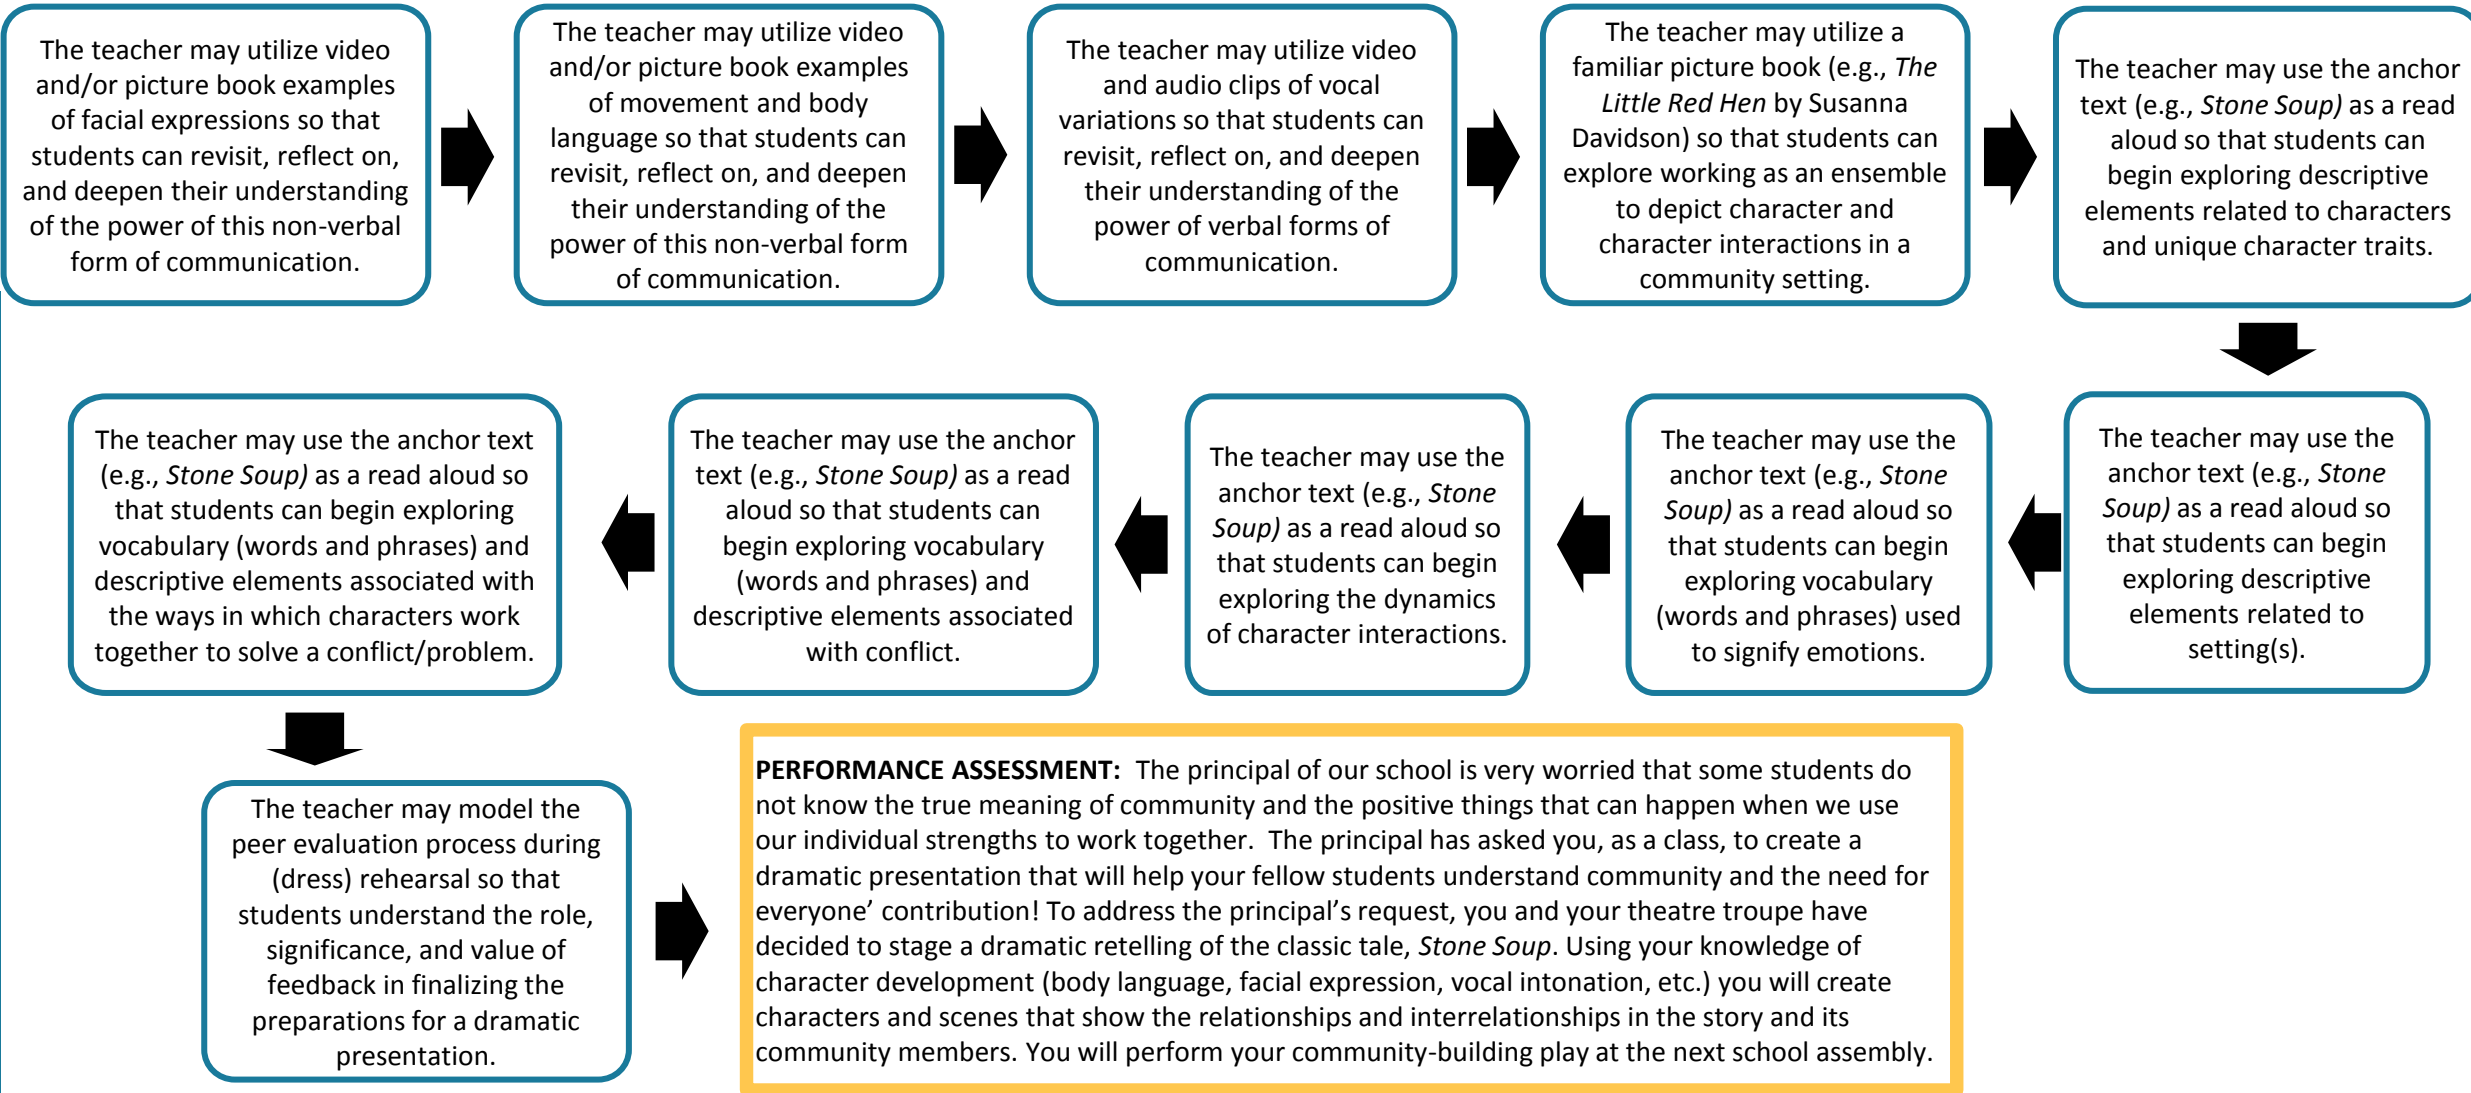 The teacher may utilize video
and/or picture book examples
of facial expressions so that
students can revisit, reflect on,
and deepen their understanding
of the power of this non-verbal
form of communication.
The teacher may utilize video
and/or picture book examples
of movement and body
language so that students can
revisit, reflect on, and deepen
their understanding of the
power of this non-verbal form
of communication.
The teacher may utilize video
and audio clips of vocal
variations so that students can
revisit, reflect on, and deepen
their understanding of the
power of verbal forms of
communication.
The teacher may utilize a
familiar picture book (e.g., The
Little Red Hen by Susanna
Davidson) so that students can
explore working as an ensemble
to depict character and
character interactions in a
community setting.
The teacher may use the anchor
text (e.g., Stone Soup) as a read
aloud so that students can
begin exploring descriptive
elements related to characters
and unique character traits.
The teacher may use the
anchor text (e.g., Stone
Soup) as a read aloud so
that students can begin
exploring descriptive
elements related to
setting(s).
The teacher may use the
anchor text (e.g., Stone
Soup) as a read aloud so
that students can begin
exploring vocabulary
(words and phrases) used
to signify emotions.
The teacher may use the
anchor text (e.g., Stone
Soup) as a read aloud so
that students can begin
exploring the dynamics
of character interactions.
The teacher may use the anchor
text (e.g., Stone Soup) as a read
aloud so that students can
begin exploring vocabulary
(words and phrases) and
descriptive elements associated
with conflict.
The teacher may use the anchor text
(e.g., Stone Soup) as a read aloud so
that students can begin exploring
vocabulary (words and phrases) and
descriptive elements associated with
the ways in which characters work
together to solve a conflict/problem.
The teacher may model the
peer evaluation process during
(dress) rehearsal so that
students understand the role,
significance, and value of
feedback in finalizing the
preparations for a dramatic
presentation.
PERFORMANCE ASSESSMENT: The principal of our school is very worried that some students do
not know the true meaning of community and the positive things that can happen when we use
our individual strengths to work together. The principal has asked you, as a class, to create a
dramatic presentation that will help your fellow students understand community and the need for
everyone’ contribution! To address the principal’s request, you and your theatre troupe have
decided to stage a dramatic retelling of the classic tale, Stone Soup. Using your knowledge of
character development (body language, facial expression, vocal intonation, etc.) you will create
characters and scenes that show the relationships and interrelationships in the story and its
community members. You will perform your community-building play at the next school assembly.